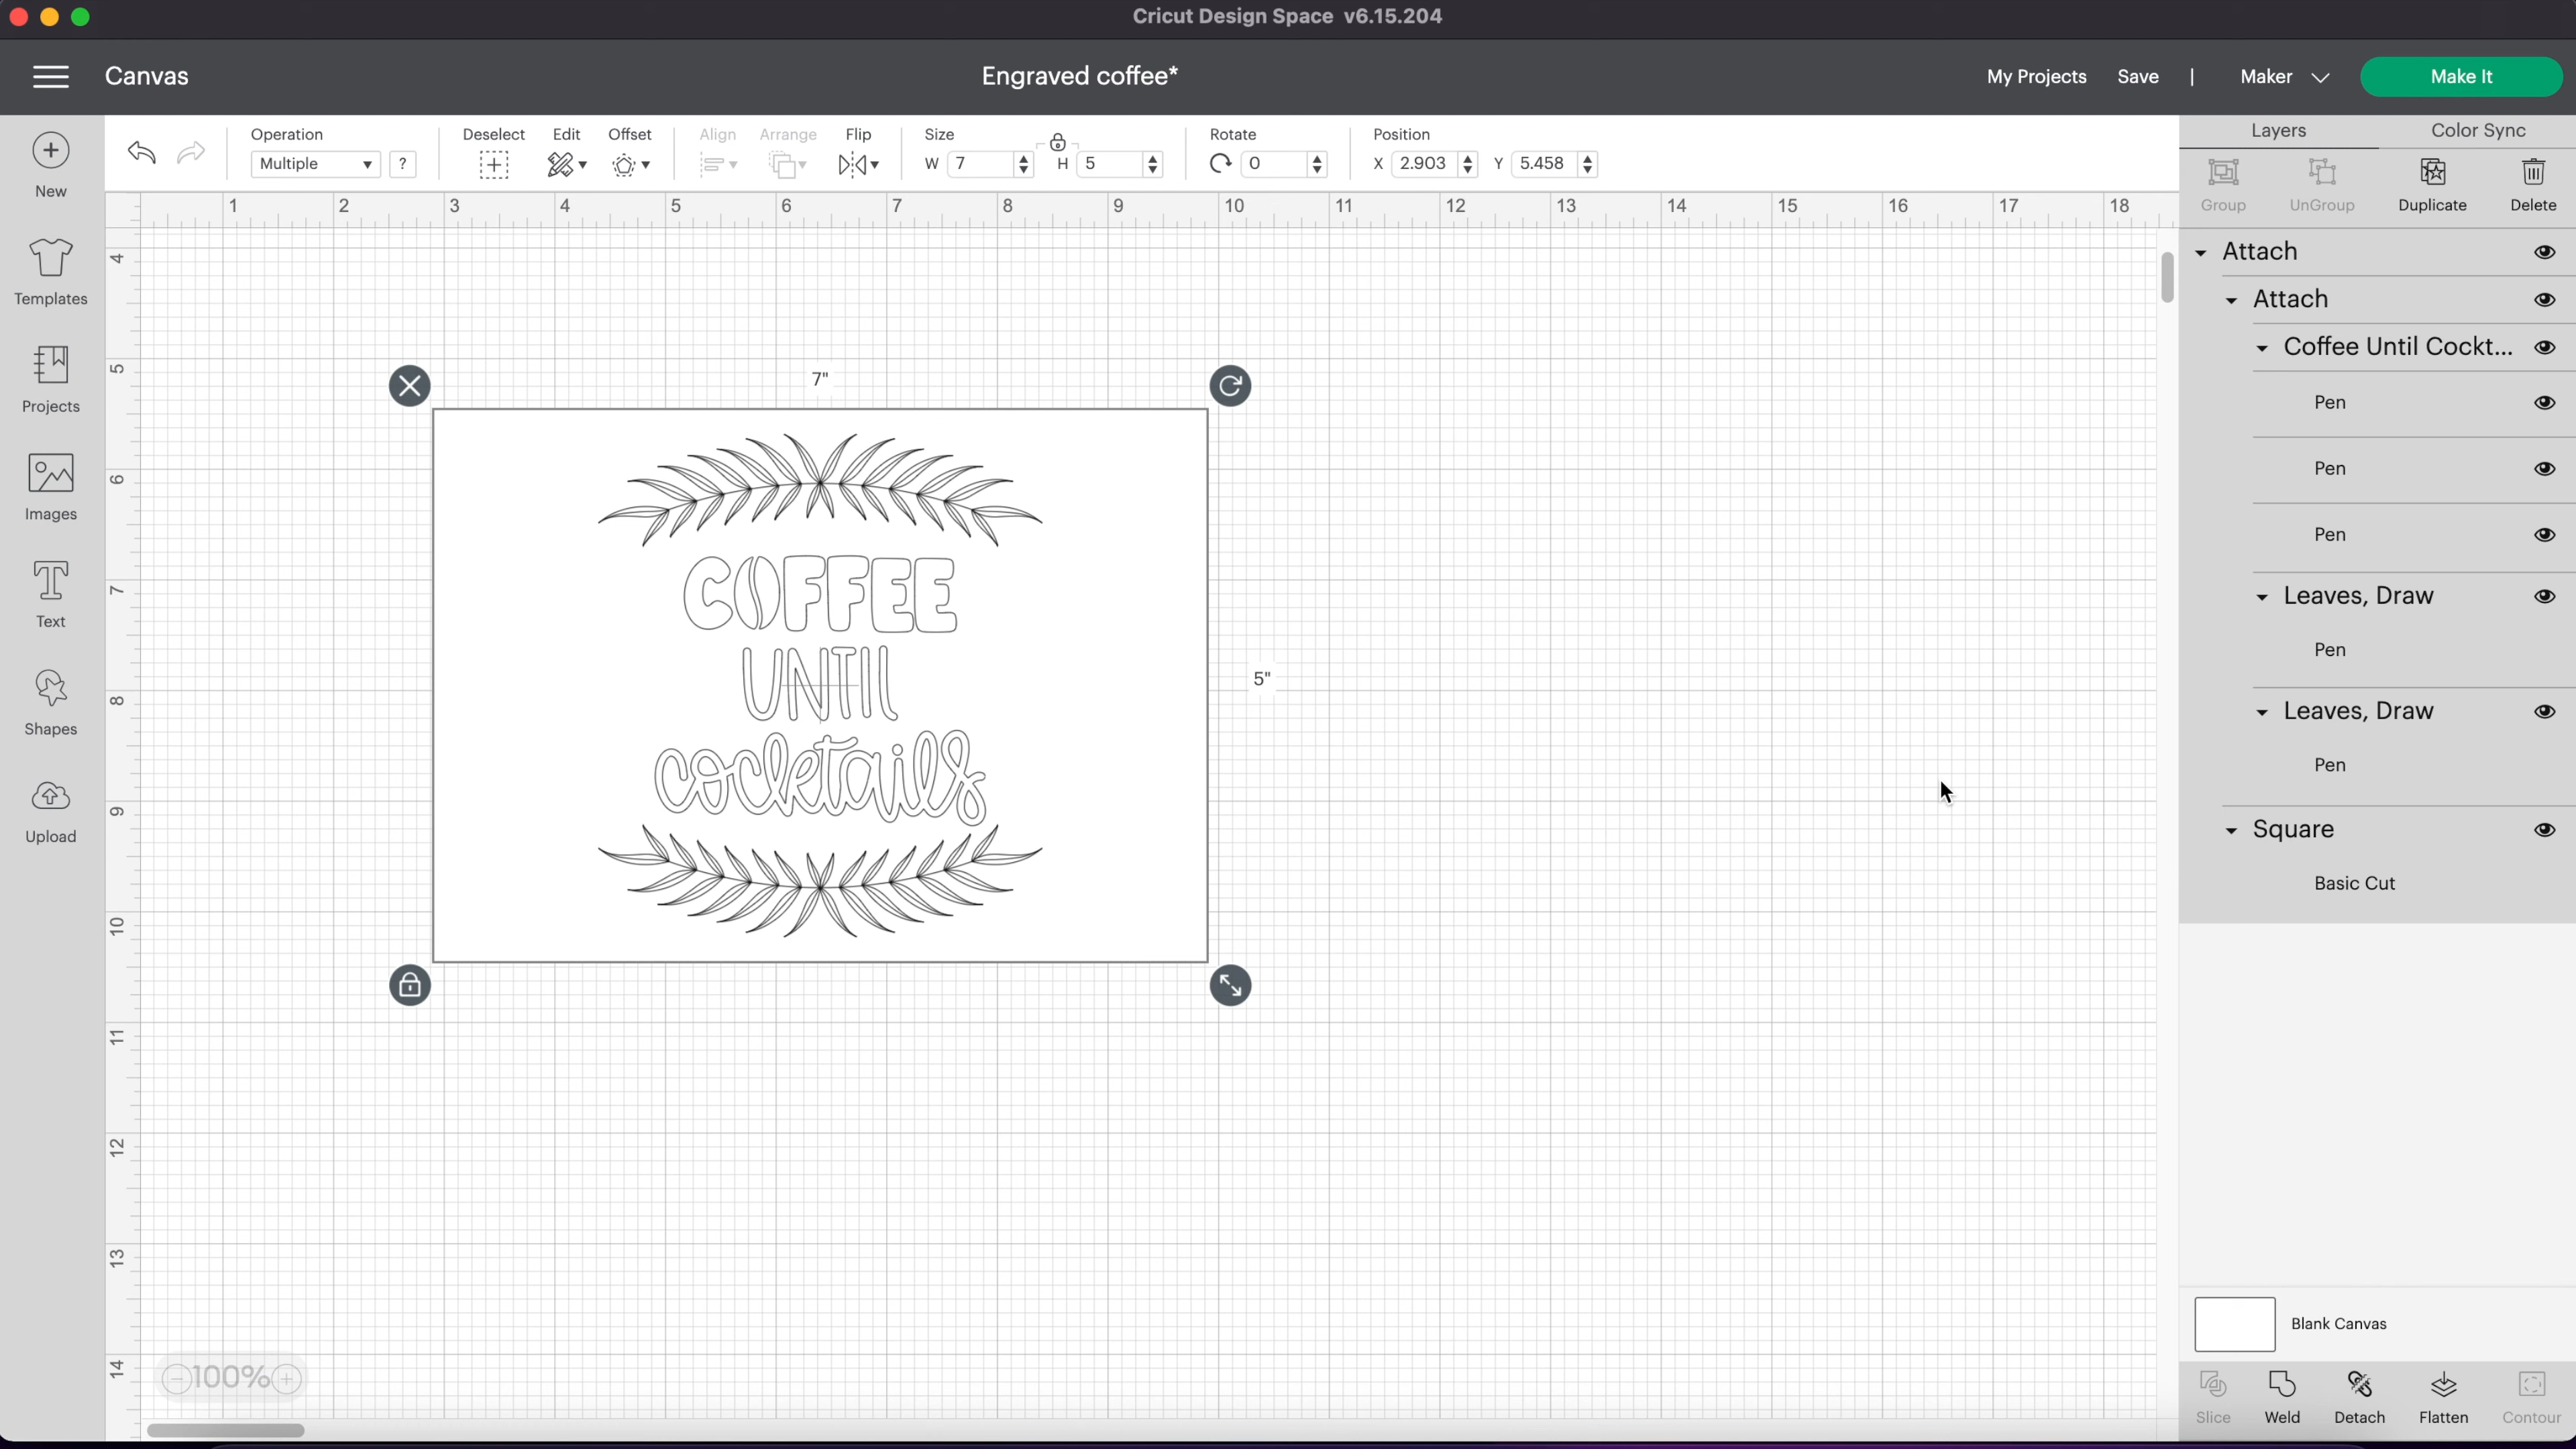 Cricut Design Space v6.15.204
Canvas
Engraved coffee*
My Projects Save | Maker Make It
Operation
Multiple ?
Deselect Edit Offset Align Arrange Flip
Size
W 7 H 5
Rotate
0
Position
X 2.903 Y 5.458
Layers Color Sync
Group UnGroup Duplicate Delete
New
Templates
Projects
Images
Text
Shapes
Upload
1 2 3 4 5 6 7 8 9 10 11 12 13 14 15 16 17 18
4
5
6
7
8
9
10
11
12
13
14
7"
5"
COFFEE
UNTIL
cocktails
100%
Attach
Attach
Coffee Until Cockt...
Pen
Pen
Pen
Leaves, Draw
Pen
Leaves, Draw
Pen
Square
Basic Cut
Blank Canvas
Slice Weld Detach Flatten Contour